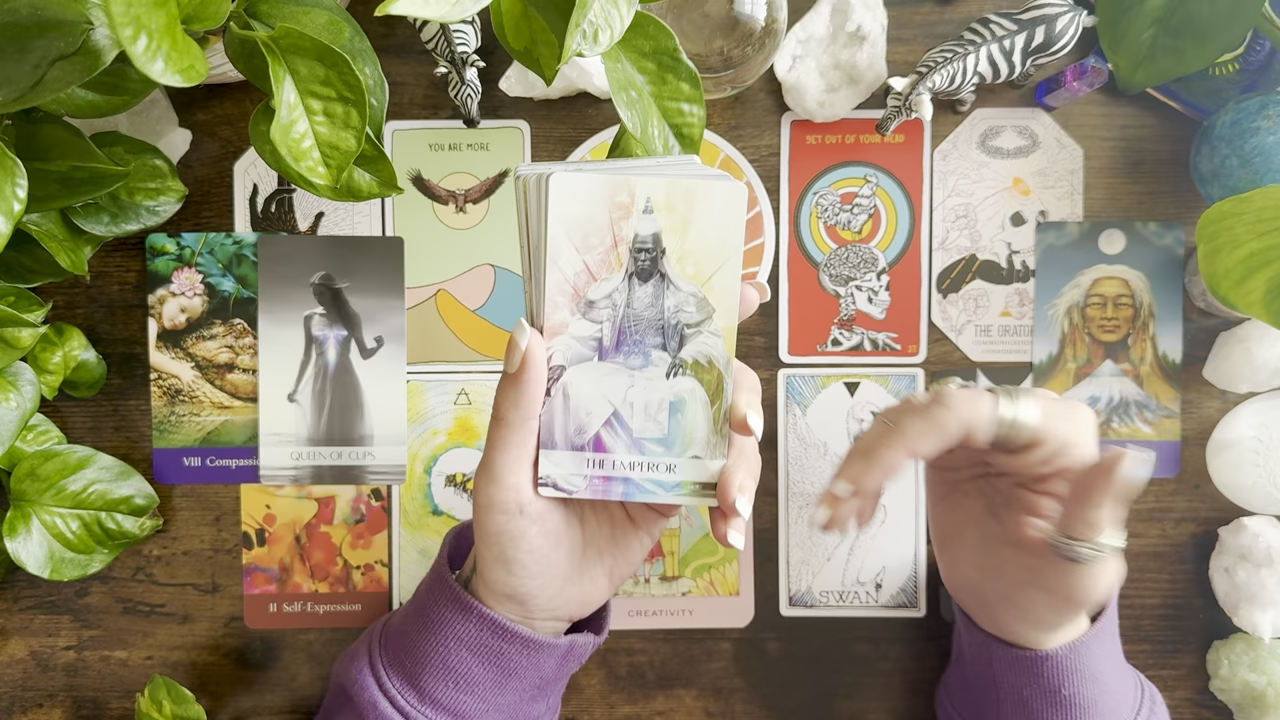 YOU ARE MORE
GET OUT OF YOUR HEAD
THE ORATOR
VIII Compassio
QUEEN OF CUPS
THE EMPEROR
II Self-Expression
CREATIVITY
SWAN